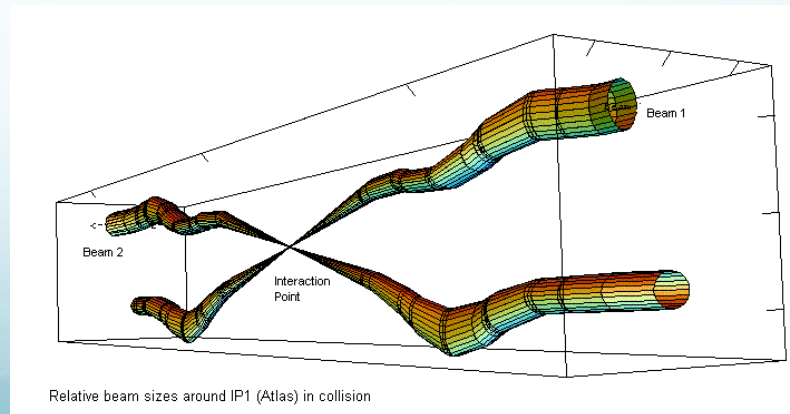 Beam 1
Beam 2
Interaction
Point
Relative beam sizes around IP1 (Atlas) in collision